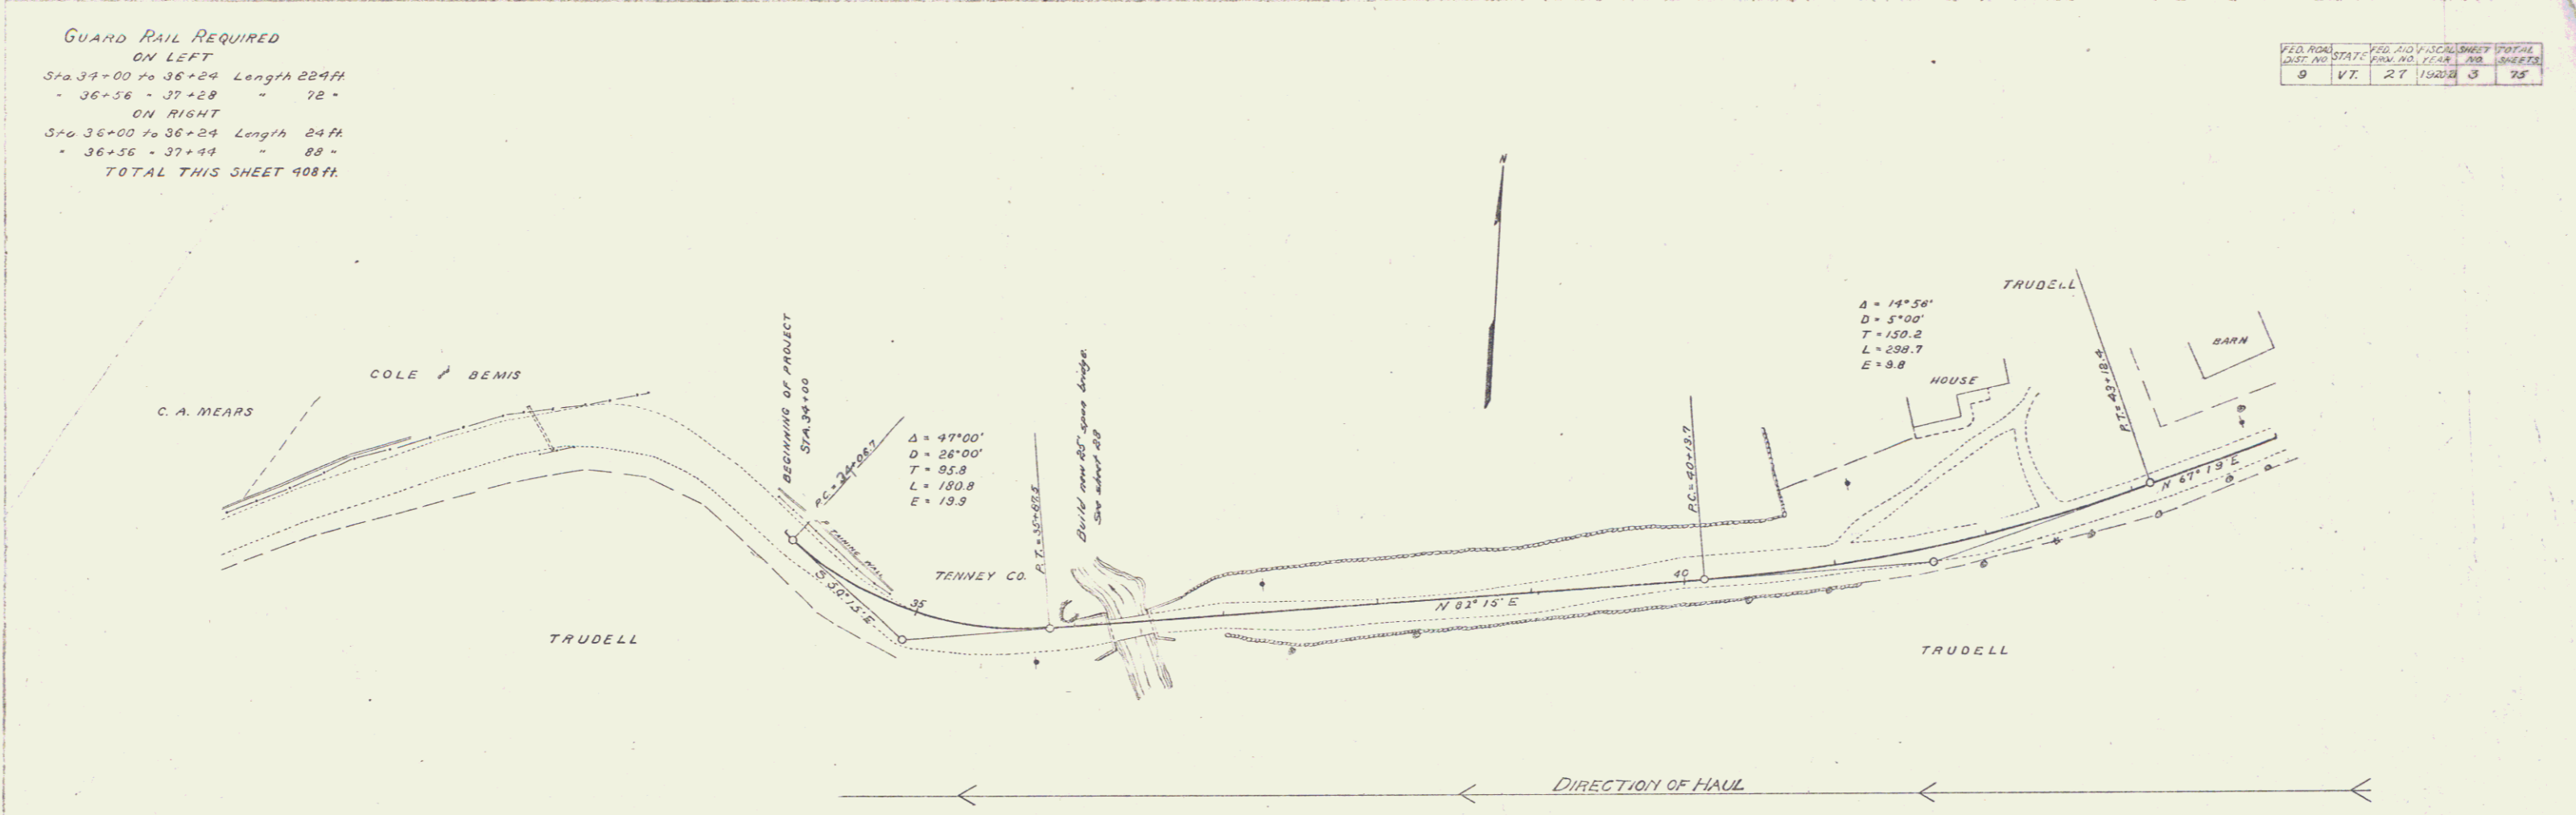 GUARD RAIL REQUIRED
ON LEFT
Sta. 34+00 to 36+24 Length 224 ft.
" 36+56 " 37+28 " 72 "
ON RIGHT
Sta. 36+00 to 36+24 Length 24 ft.
" 36+56 " 37+44 " 88 "
TOTAL THIS SHEET 408 ft.
FED. ROAD DIST. NO. STATE FED. AID PROJ. NO. FISCAL YEAR SHEET NO. TOTAL SHEETS
9 VT. 27 3 75
N
C. A. MEARS
COLE & BEMIS
BEGINNING OF PROJECT
STA. 34+00
P.C. = 34+06.7
Δ = 47°00'
D = 26°00'
T = 95.8
L = 180.8
E = 19.9
P.T. = 35+87.5
Build new 25' span bridge.
See sheet 28
TENNEY CO.
WALL
S 50° 15' E
35
TRUDELL
N 82° 15' E
40
P.C. = 40+19.7
Δ = 14°56'
D = 5°00'
T = 150.2
L = 298.7
E = 9.8
HOUSE
TRUDELL
P.T. = 43+18.4
BARN
N 67° 19' E
TRUDELL
DIRECTION OF HAUL